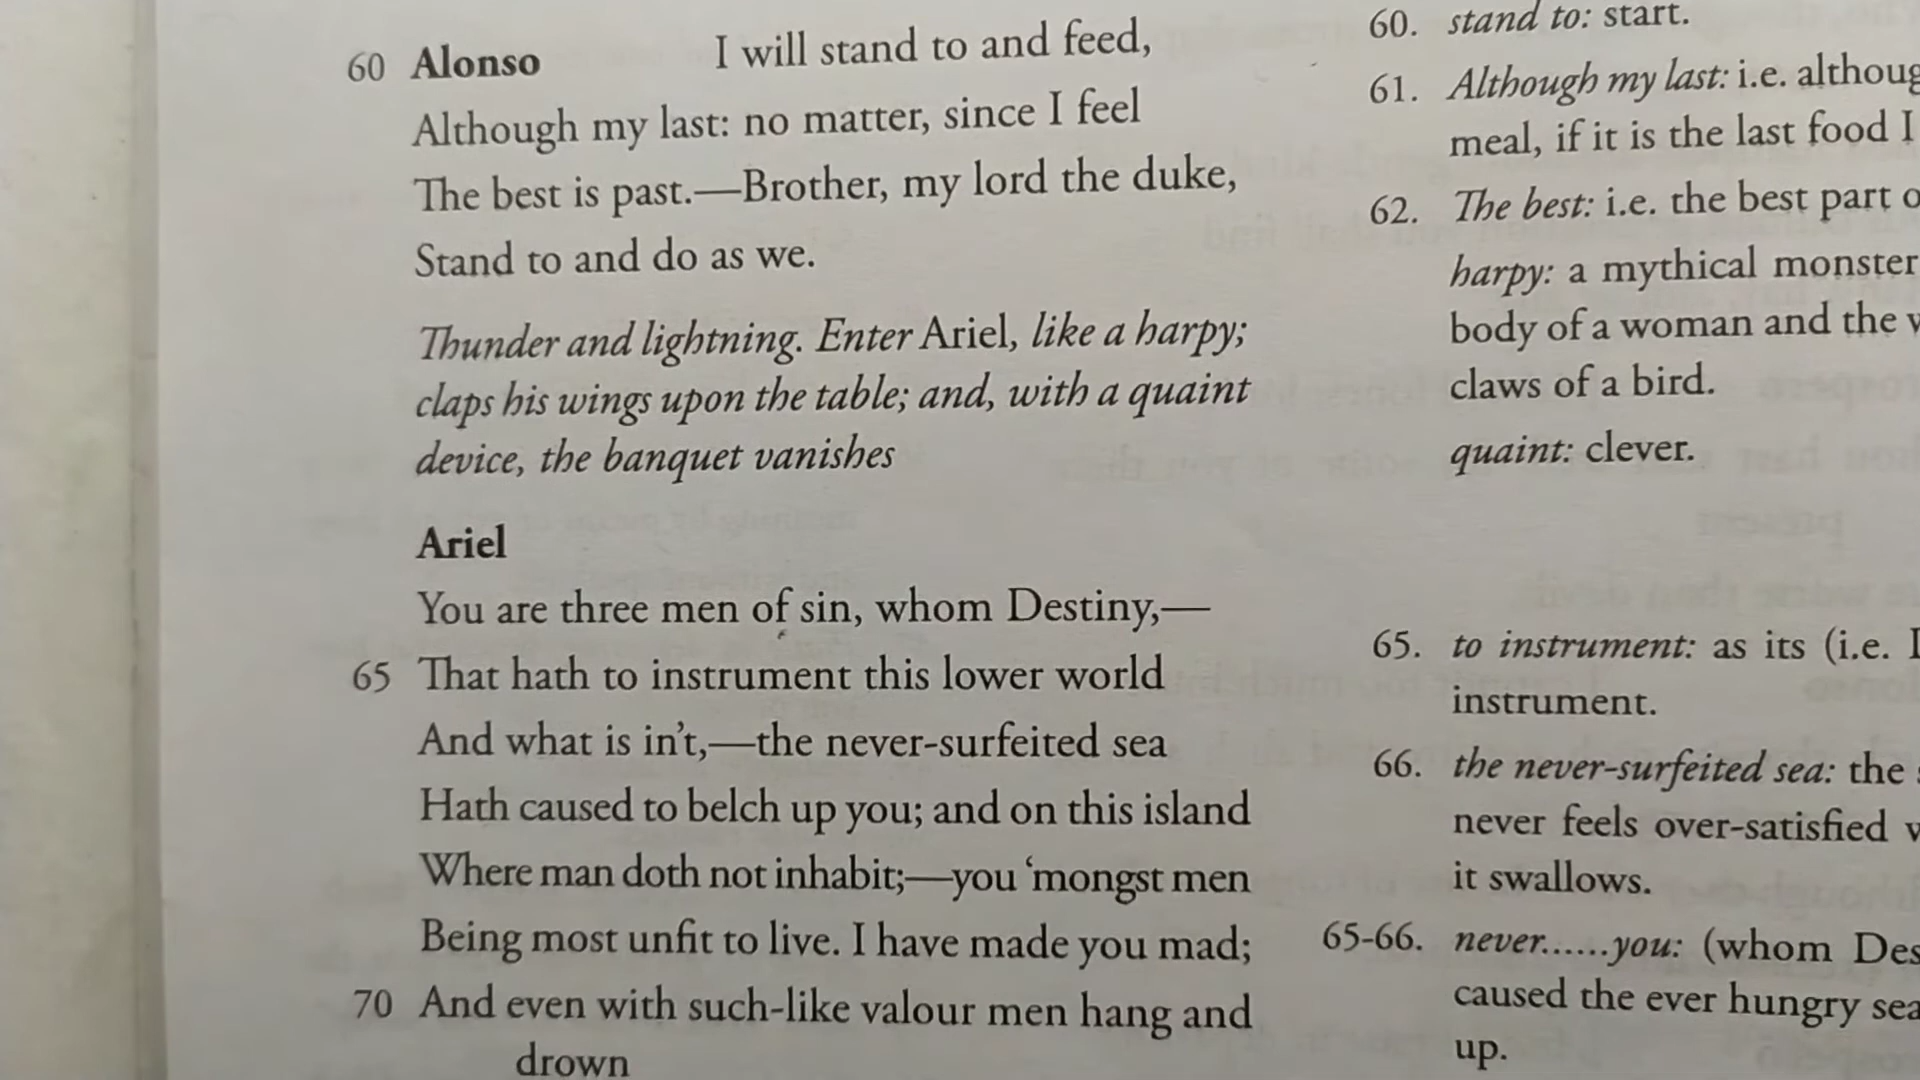 60 Alonso I will stand to and feed,
Although my last: no matter, since I feel
The best is past.—Brother, my lord the duke,
Stand to and do as we.
Thunder and lightning. Enter Ariel, like a harpy;
claps his wings upon the table; and, with a quaint
device, the banquet vanishes
Ariel
You are three men of sin, whom Destiny,—
65 That hath to instrument this lower world
And what is in't,—the never-surfeited sea
Hath caused to belch up you; and on this island
Where man doth not inhabit;—you ‘mongst men
Being most unfit to live. I have made you mad;
70 And even with such-like valour men hang and
drown
60. stand to: start.
61. Although my last: i.e.
meal, if it is the last food I
62. The best: i.e. the best part
harpy: a mythical monster
body of a woman and the
claws of a bird.
quaint: clever.
65. to instrument: as its (i.e.
instrument.
66. the never-surfeited sea: the
never feels over-satisfied
it swallows.
65-66. never......you: (whom
caused the ever hungry sea
up.